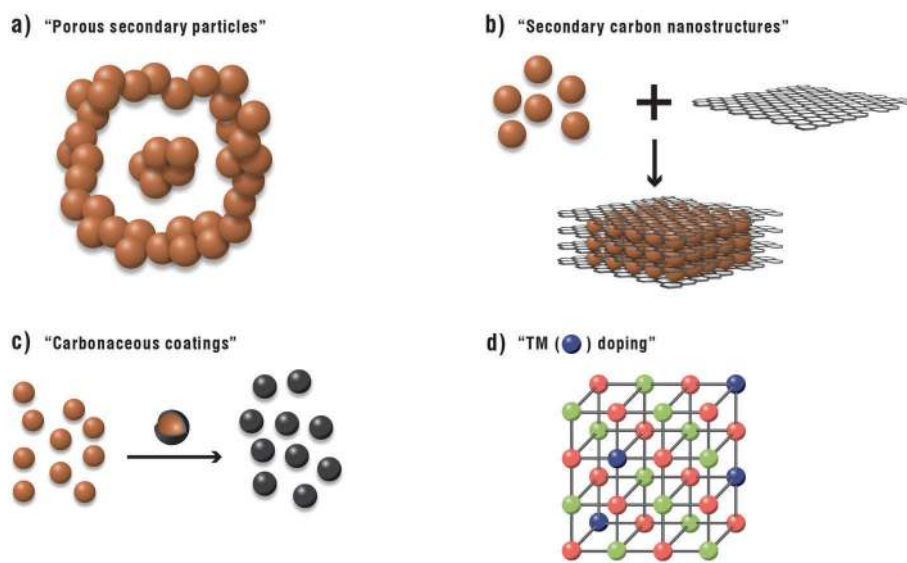 a) “Porous secondary particles”
b) “Secondary carbon nanostructures”
c) “Carbonaceous coatings”
d) “TM ( ) doping”